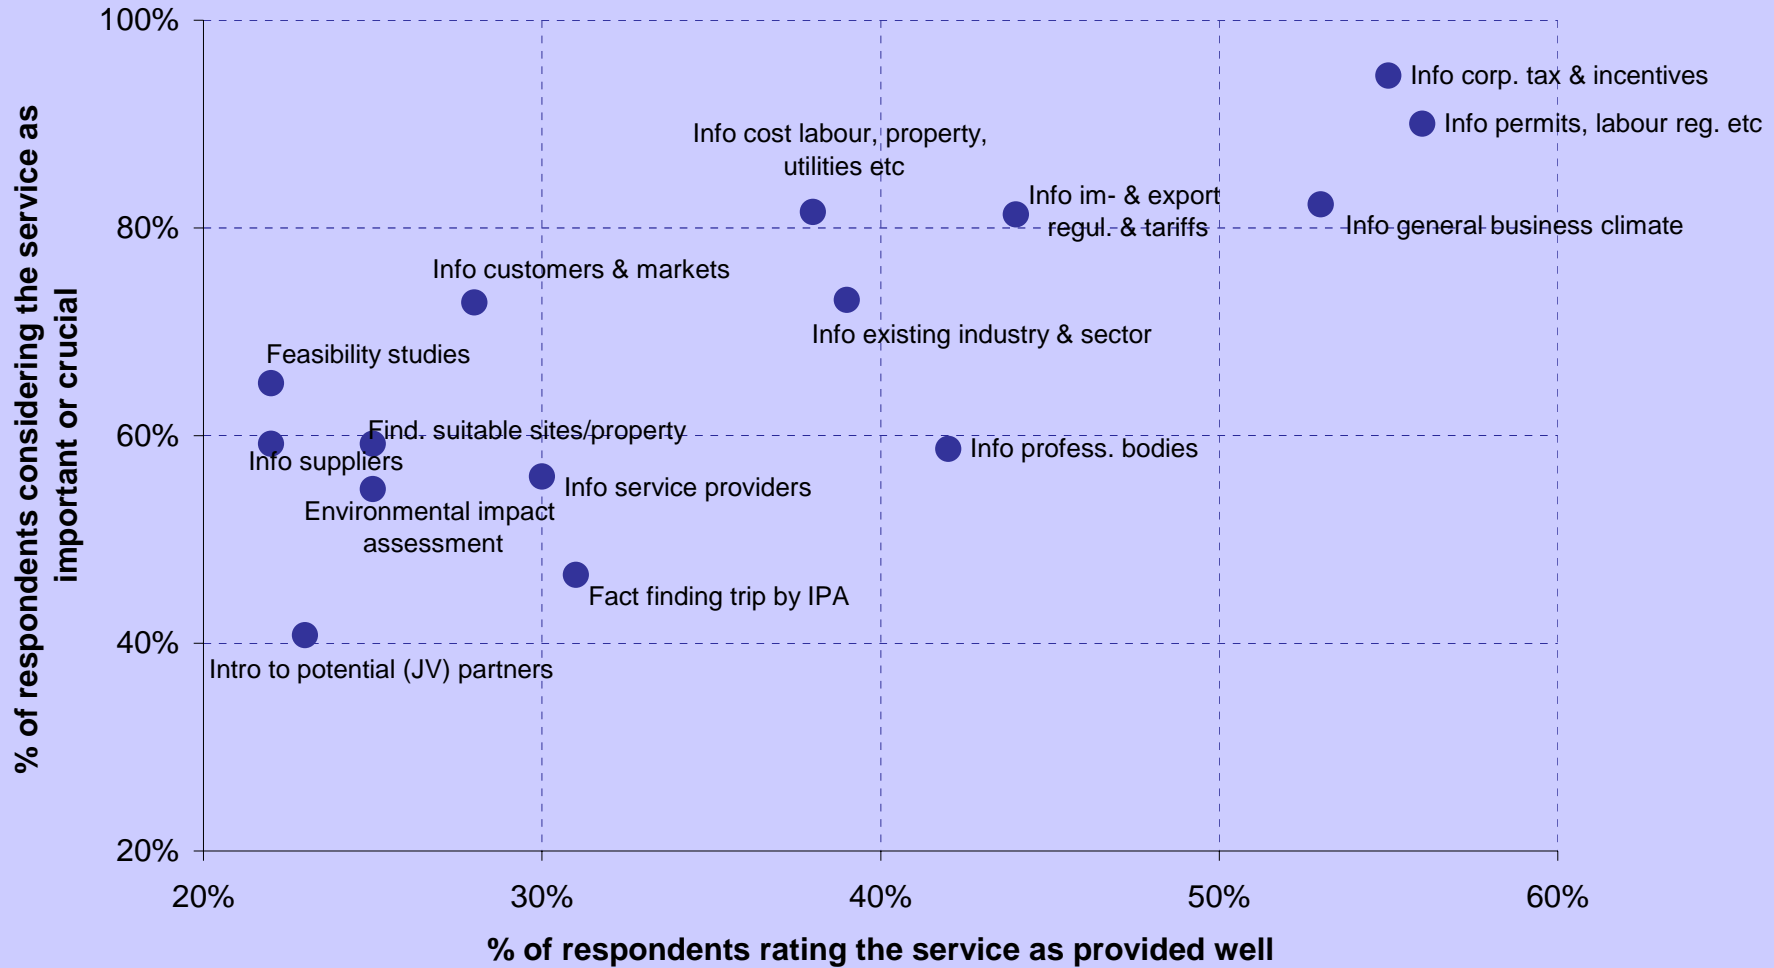 % of respondents considering the service as
important or crucial
100%
80%
60%
40%
20%
Info corp. tax & incentives
Info permits, labour reg. etc
Info cost labour, property,
utilities etc
Info im- & export
regul. & tariffs
Info general business climate
Info customers & markets
Info existing industry & sector
Feasibility studies
Find. suitable sites/property
Info suppliers
Info profess. bodies
Info service providers
Environmental impact
assessment
Fact finding trip by IPA
Intro to potential (JV) partners
20%
30%
40%
50%
60%
% of respondents rating the service as provided well